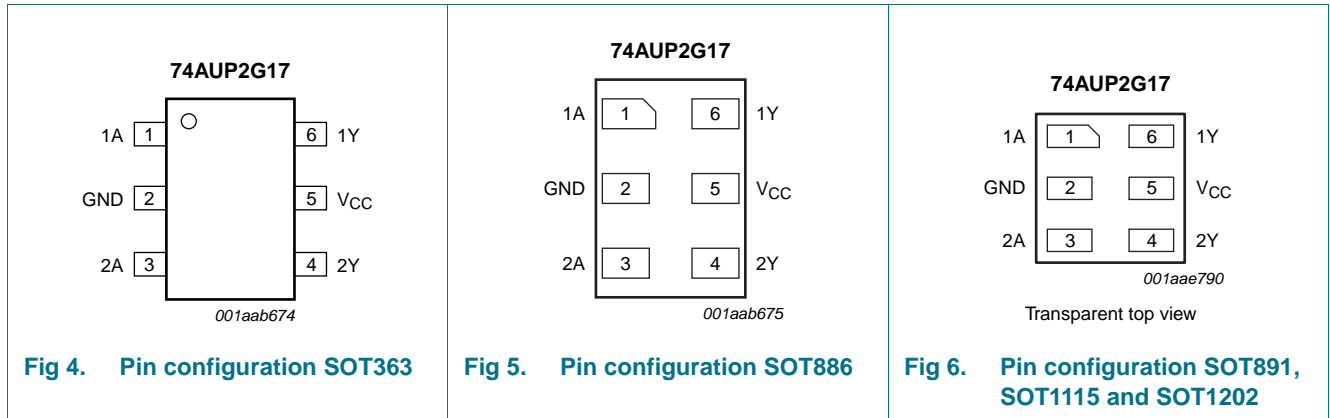 74AUP2G17
1A 1 6 1Y
GND 2 5 VCC
2A 3 4 2Y
001aab674
Fig 4. Pin configuration SOT363
74AUP2G17
1A 1 6 1Y
GND 2 5 VCC
2A 3 4 2Y
001aab675
Fig 5. Pin configuration SOT886
74AUP2G17
1A 1 6 1Y
GND 2 5 VCC
2A 3 4 2Y
001aae790
Transparent top view
Fig 6. Pin configuration SOT891,
SOT1115 and SOT1202